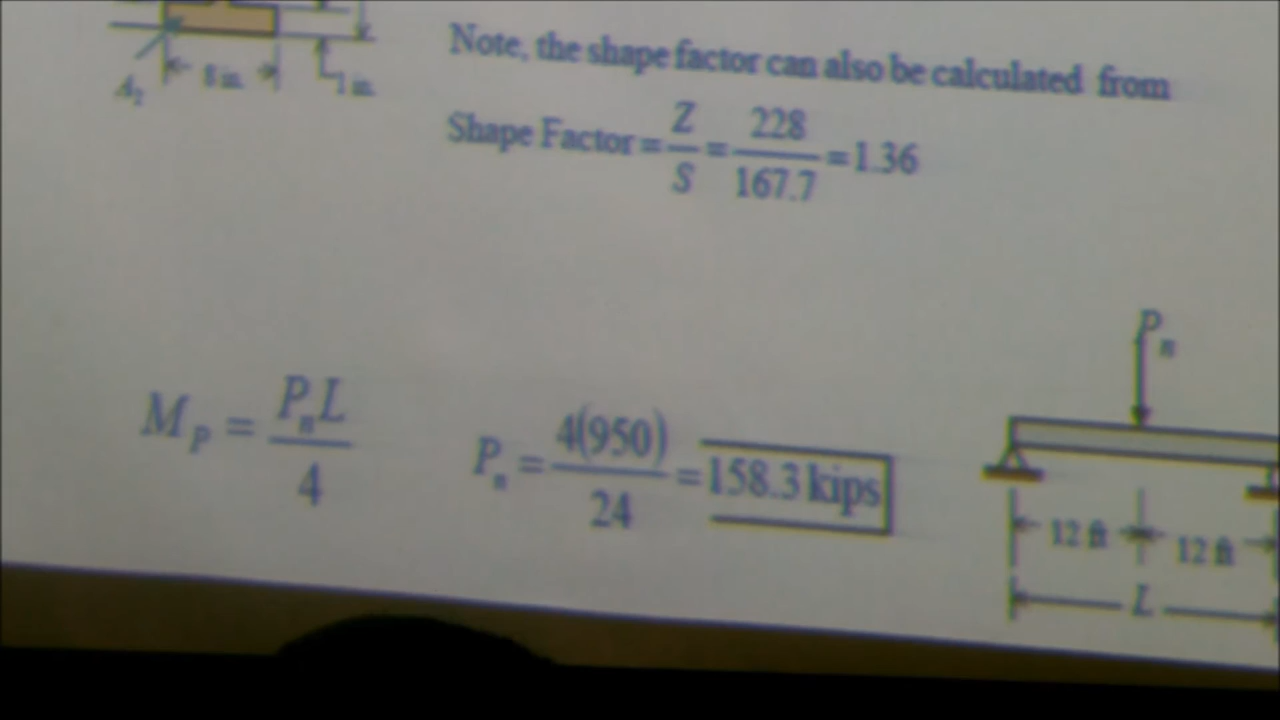 8 in.
1 in.
A₂
Note, the shape factor can also be calculated from
Shape Factor = Z/S = 228/167.7 = 1.36
M_P = P_n L / 4
P_n = 4(950)/24 = 158.3 kips
P_n
12 ft
12 ft
L